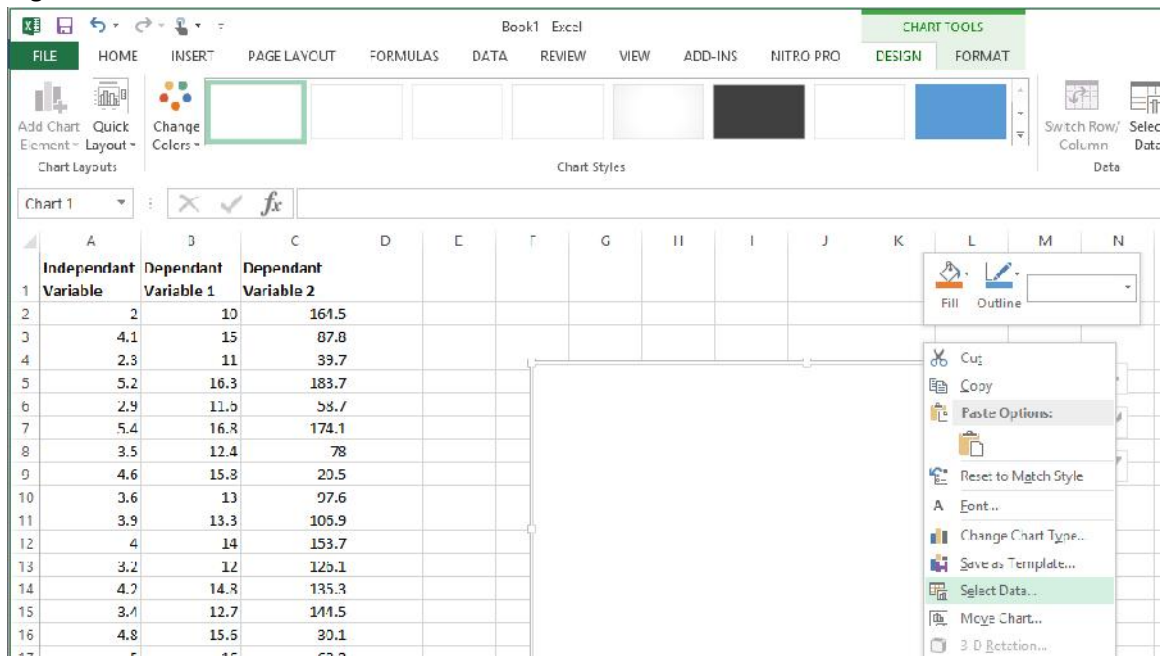 Book1 - Excel
CHART TOOLS
FILE HOME INSERT PAGE LAYOUT FORMULAS DATA REVIEW VIEW ADD-INS NITRO PRO DESIGN FORMAT
Add Chart Quick Change Switch Row/ Selec
Element Layout Colors Column Data
Chart Layouts Chart Styles Data
Chart 1 fx
A B C D E F G H I J K L M N
Independant Dependant Dependant
1 Variable Variable 1 Variable 2
Fill Outline
2 2 10 164.5
3 4.1 15 87.8
4 2.3 11 39.7
5 5.2 16.3 183.7
6 2.9 11.6 58.7
7 5.4 16.8 174.1
8 3.5 12.4 78
9 4.6 15.8 20.5
10 3.6 13 97.6
11 3.9 13.3 106.9
12 4 14 153.7
13 3.2 12 126.1
14 4.2 14.8 135.3
15 3.4 12.7 144.5
16 4.8 15.6 30.1
Cut
Copy
Paste Options:
Reset to Match Style
A Font...
Change Chart Type...
Save as Template...
Select Data...
Move Chart...
3-D Rotation...